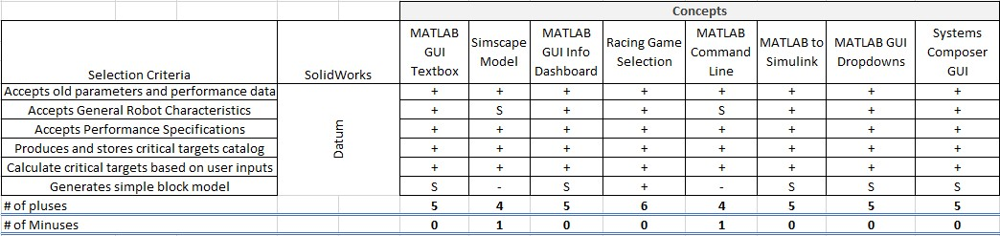 Concepts
Selection Criteria SolidWorks MATLAB GUI Textbox Simscape Model MATLAB GUI Info Dashboard Racing Game Selection MATLAB Command Line MATLAB to Simulink MATLAB GUI Dropdowns Systems Composer GUI
Accepts old parameters and performance data + + + + + + + +
Datum
Accepts General Robot Characteristics + S + + S + + +
Accepts Performance Specifications + + + + + + + +
Produces and stores critical targets catalog + + + + + + + +
Calculate critical targets based on user inputs + + + + + + + +
Generates simple block model S - S + - S S S
# of pluses 5 4 5 6 4 5 5 5
# of Minuses 0 1 0 0 1 0 0 0